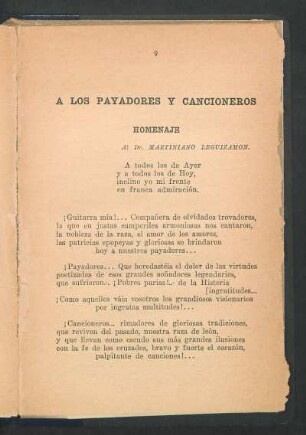 9
A LOS PAYADORES Y CANCIONEROS
HOMENAJE
Al Dr. MARTINIANO LEGUIZAMON.
A todos los de Ayer
y a todos los de Hoy,
inclino yo mi frente
en franca admiración.
¡Guitarra mía!... Compañera de olvidados trovadores,
la que en justas camperiles armoniosas nos cantaron,
la nobleza de la raza, el amor de los amores,
las patricias epopeyas y gloriosas se brindaron
hoy a nuestros payadores...
¡Payadores... Que heredasteis el deler de las virtudes
poetizadas de esos grandes soñadores legendarios,
que sufrieron... ¡Pobres parias!.. de la Historia
[ingratitudes...
¡Como aquellos váis vosotros los grandiosos visionarios
por ingratas multitudes!...
¡Cancioneros... rimadores de gloriosas tradiciones,
que reviven del pasado, nuestra raza de león,
y que llevan como escudo sus más grandes ilusiones
con la fe de los cruzados, bravo y fuerte el corazón,
palpitante de canciones!...